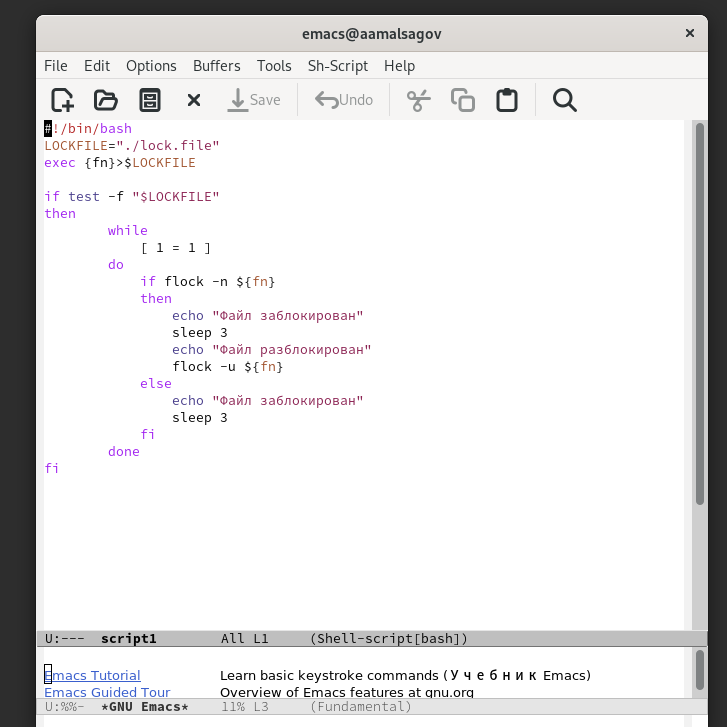 emacs@aamalsagov ×
File Edit Options Buffers Tools Sh-Script Help
Save Undo
#!/bin/bash
LOCKFILE="./lock.file"
exec {fn}>$LOCKFILE
if test -f "$LOCKFILE"
then
while
[ 1 = 1 ]
do
if flock -n ${fn}
then
echo "Файл заблокирован"
sleep 3
echo "Файл разблокирован"
flock -u ${fn}
else
echo "Файл заблокирован"
sleep 3
fi
done
fi
U:--- script1 All L1 (Shell-script[bash])
Emacs Tutorial Learn basic keystroke commands (Учебник Emacs)
Emacs Guided Tour Overview of Emacs features at gnu.org
U:%%- *GNU Emacs* 11% L3 (Fundamental)